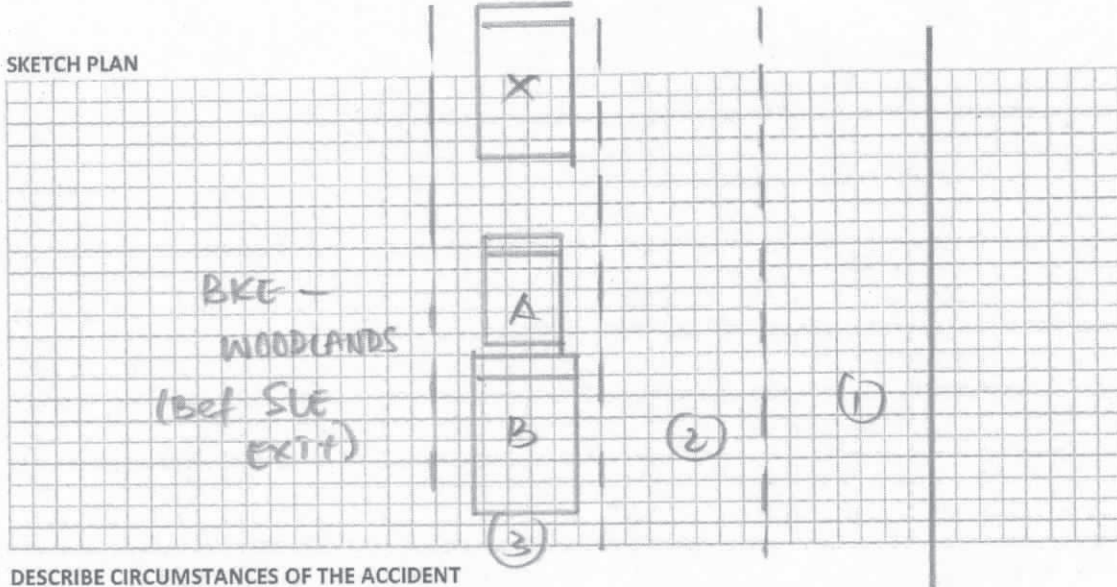 SKETCH PLAN
X
BKE -
WOODLANDS
(Bef SLE
EXIT)
A
B
3
2
1
DESCRIBE CIRCUMSTANCES OF THE ACCIDENT